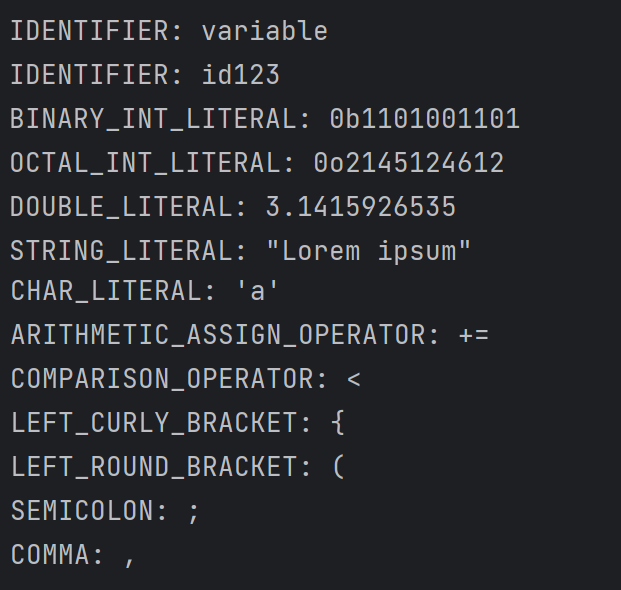 IDENTIFIER: variable
IDENTIFIER: id123
BINARY_INT_LITERAL: 0b1101001101
OCTAL_INT_LITERAL: 0o2145124612
DOUBLE_LITERAL: 3.1415926535
STRING_LITERAL: "Lorem ipsum"
CHAR_LITERAL: 'a'
ARITHMETIC_ASSIGN_OPERATOR: +=
COMPARISON_OPERATOR: <
LEFT_CURLY_BRACKET: {
LEFT_ROUND_BRACKET: (
SEMICOLON: ;
COMMA: ,